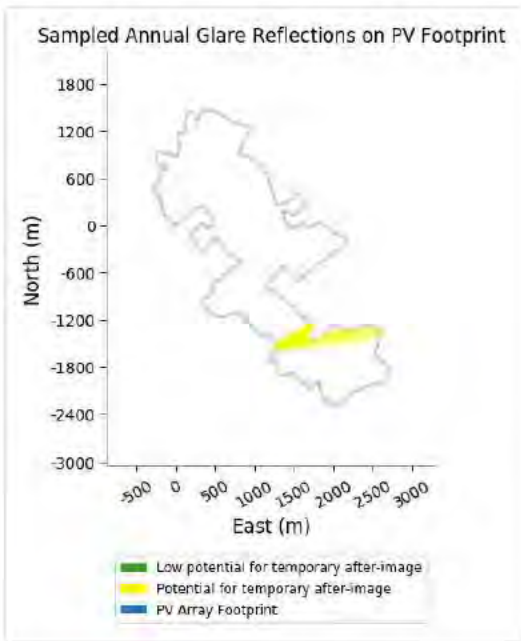 Sampled Annual Glare Reflections on PV Footprint
1800
1200
600
0
-600
-1200
-1800
-2400
-3000
North (m)
-500
0
500
1000
1500
2000
2500
3000
East (m)
Low potential for temporary after-image
Potential for temporary after-image
PV Array Footprint